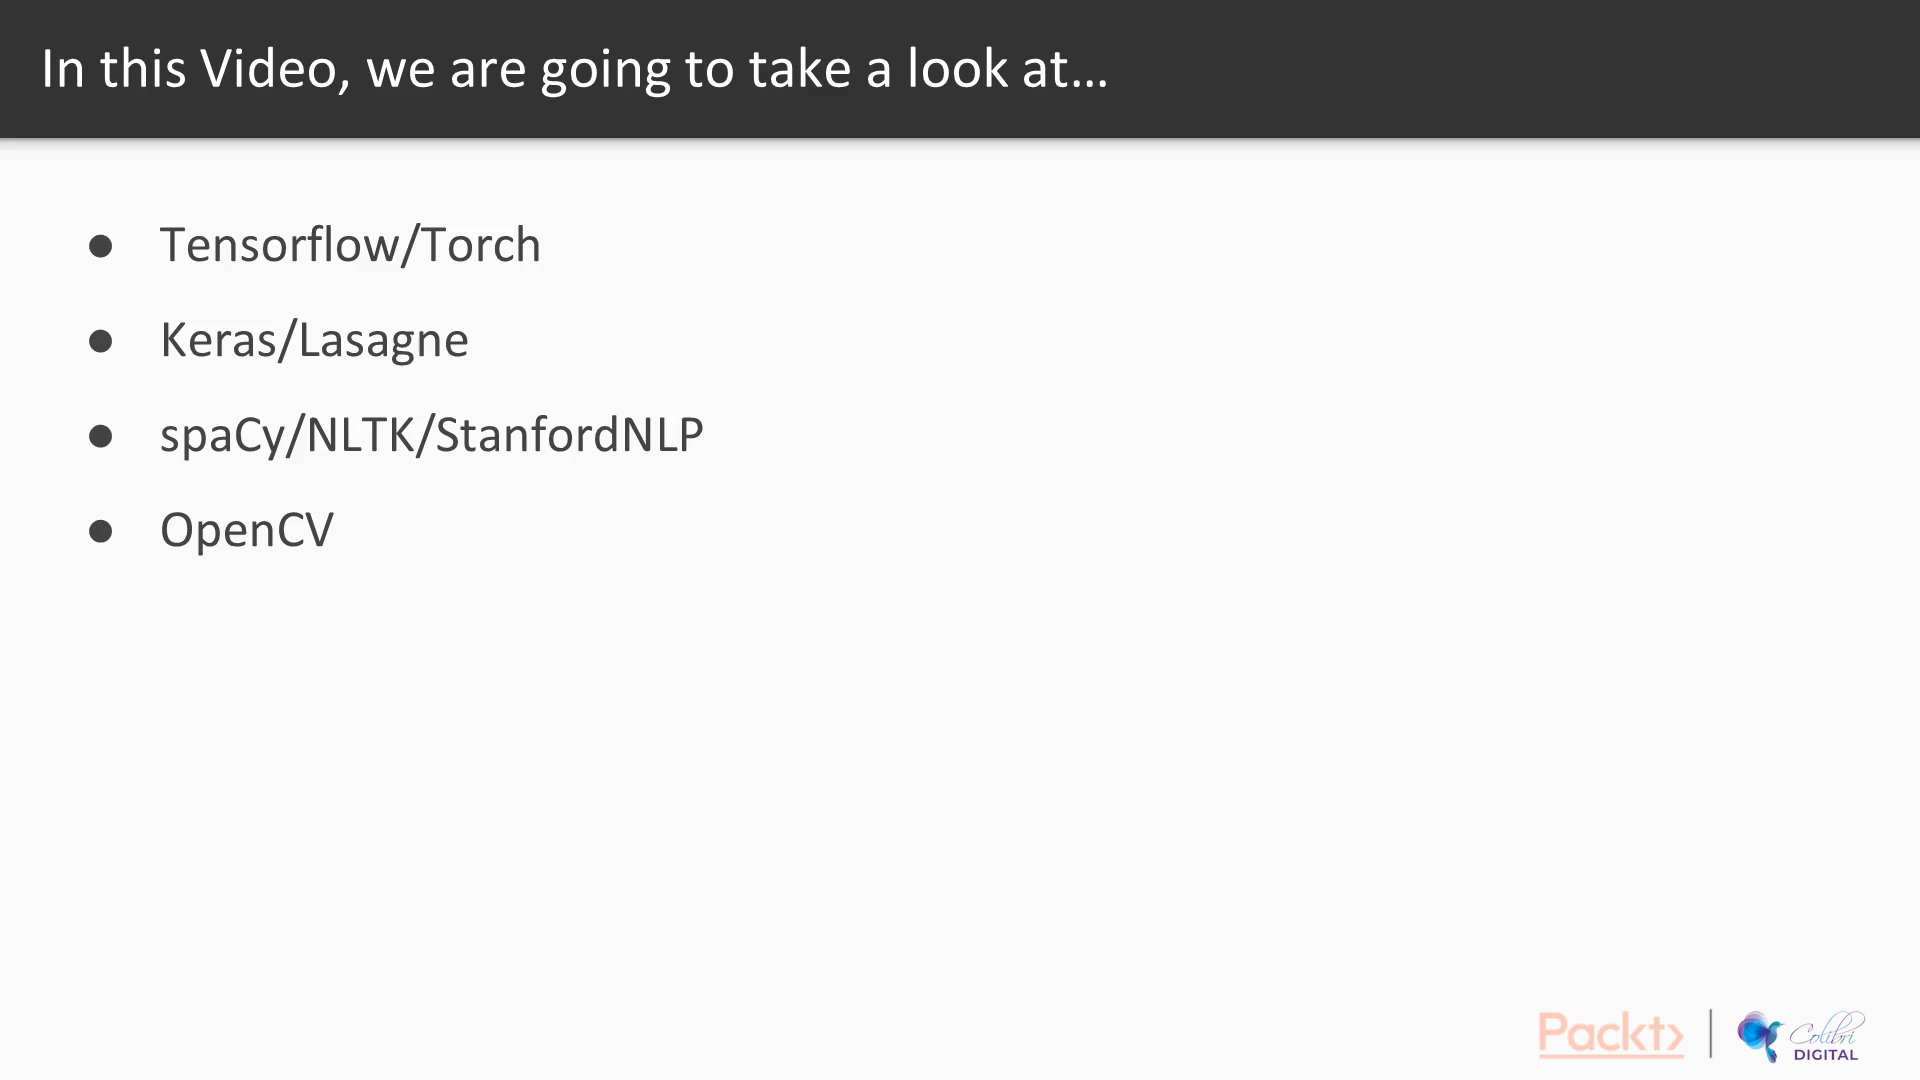 In this Video, we are going to take a look at...
● Tensorflow/Torch
● Keras/Lasagne
● spaCy/NLTK/StanfordNLP
● OpenCV
Packt> | Colibri
DIGITAL